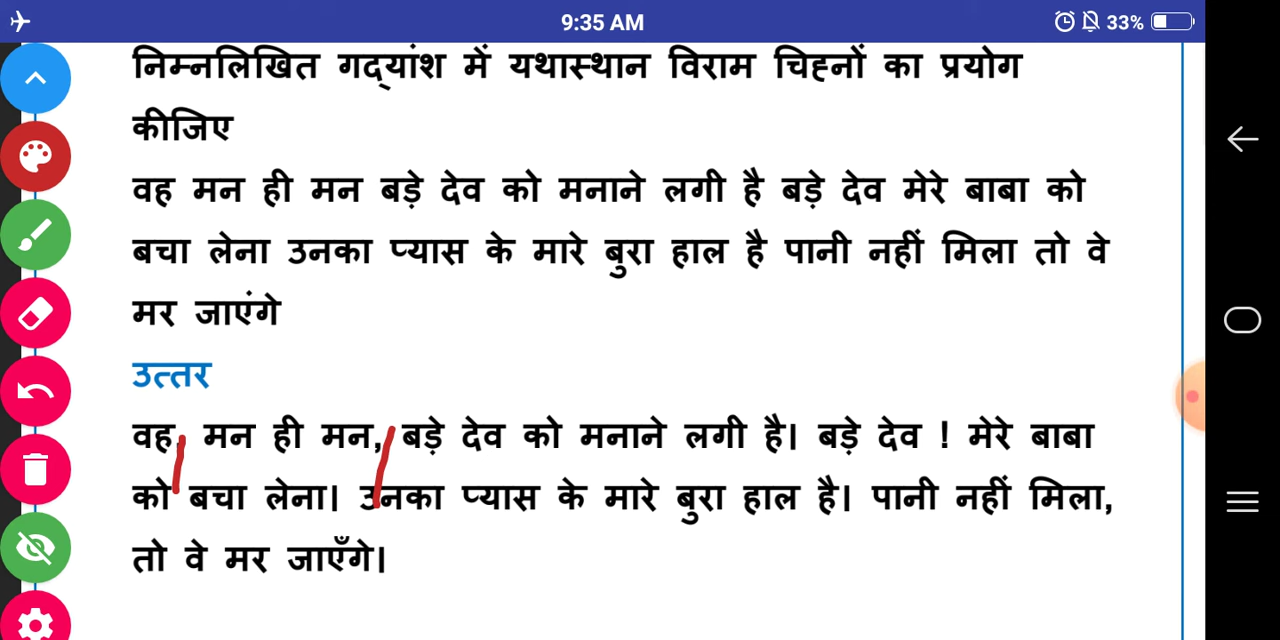 9:35 AM
33%
निम्नलिखित गद्यांश में यथास्थान विराम चिह्नों का प्रयोग
कीजिए
वह मन ही मन बड़े देव को मनाने लगी है बड़े देव मेरे बाबा को
बचा लेना उनका प्यास के मारे बुरा हाल है पानी नहीं मिला तो वे
मर जाएंगे
उत्तर
वह, मन ही मन, बड़े देव को मनाने लगी है। बड़े देव ! मेरे बाबा
को बचा लेना। उनका प्यास के मारे बुरा हाल है। पानी नहीं मिला,
तो वे मर जाएँगे।